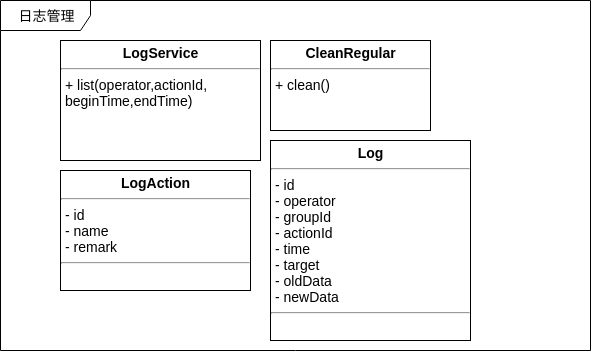 日志管理
LogService
+ list(operator,actionId,
beginTime,endTime)
CleanRegular
+ clean()
LogAction
- id
- name
- remark
Log
- id
- operator
- groupId
- actionId
- time
- target
- oldData
- newData